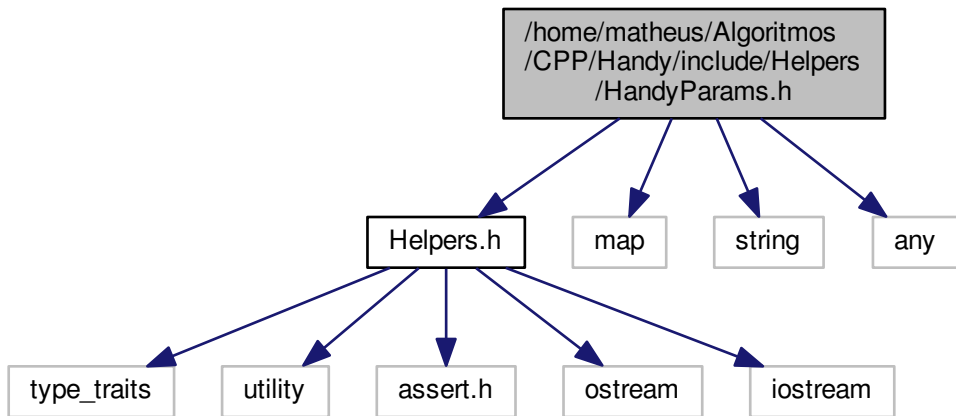 /home/matheus/Algoritmos
/CPP/Handy/include/Helpers
/HandyParams.h
Helpers.h
map
string
any
type_traits
utility
assert.h
ostream
iostream